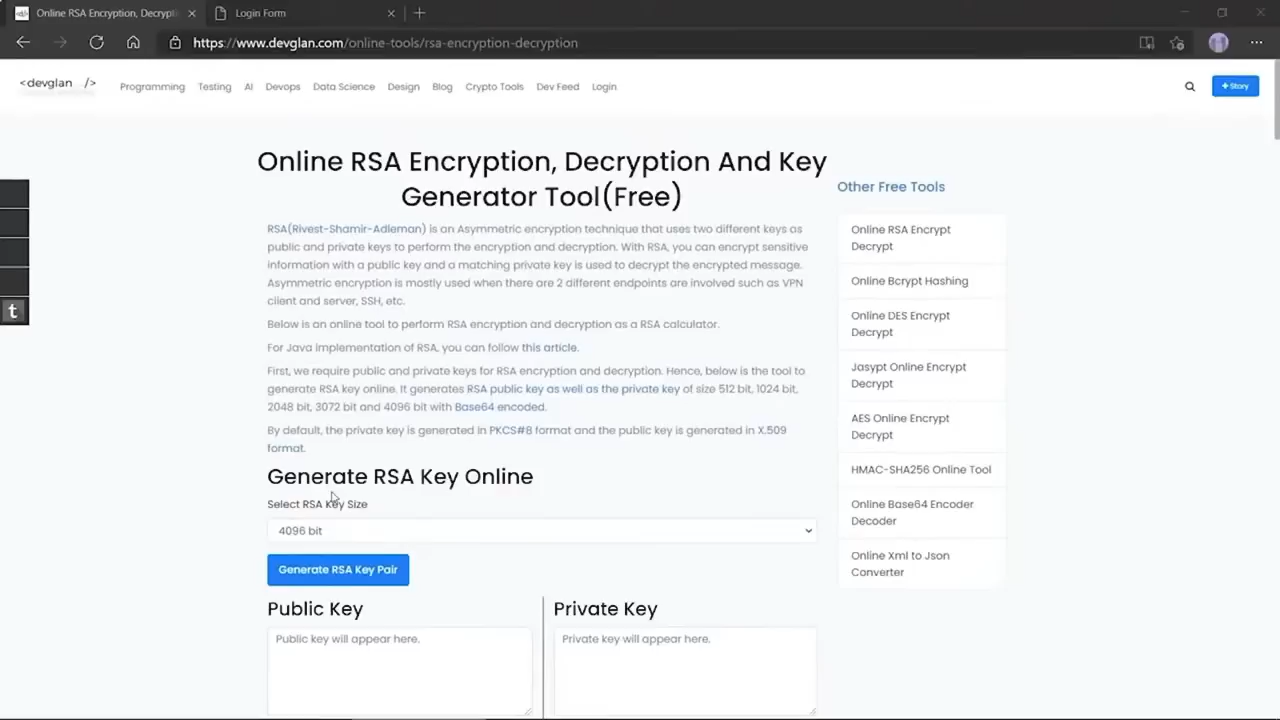 Online RSA Encryption, Decrypti
Login Form
https://www.devglan.com/online-tools/rsa-encryption-decryption
<devglan />
Programming
Testing
AI
Devops
Data Science
Design
Blog
Crypto Tools
Dev Feed
Login
+Story
Online RSA Encryption, Decryption And Key
Generator Tool(Free)
RSA(Rivest-Shamir-Adleman) is an Asymmetric encryption technique that uses two different keys as
public and private keys to perform the encryption and decryption. With RSA, you can encrypt sensitive
information with a public key and a matching private key is used to decrypt the encrypted message.
Asymmetric encryption is mostly used when there are 2 different endpoints are involved such as VPN
client and server, SSH, etc.
Below is an online tool to perform RSA encryption and decryption as a RSA calculator.
For Java implementation of RSA, you can follow this article.
First, we require public and private keys for RSA encryption and decryption. Hence, below is the tool to
generate RSA key online. It generates RSA public key as well as the private key of size 512 bit, 1024 bit,
2048 bit, 3072 bit and 4096 bit with Base64 encoded.
By default, the private key is generated in PKCS#8 format and the public key is generated in X.509
format.
Generate RSA Key Online
Select RSA Key Size
4096 bit
Generate RSA Key Pair
Public Key
Public key will appear here.
Private Key
Private key will appear here.
t
Other Free Tools
Online RSA Encrypt
Decrypt
Online Bcrypt Hashing
Online DES Encrypt
Decrypt
Jasypt Online Encrypt
Decrypt
AES Online Encrypt
Decrypt
HMAC-SHA256 Online Tool
Online Base64 Encoder
Decoder
Online Xml to Json
Converter